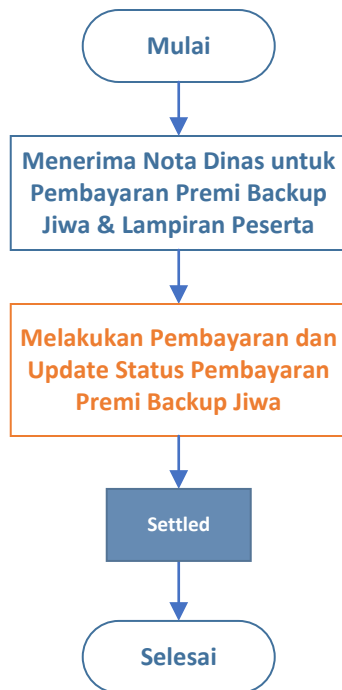 Mulai
Menerima Nota Dinas untuk
Pembayaran Premi Backup
Jiwa & Lampiran Peserta
Melakukan Pembayaran dan
Update Status Pembayaran
Premi Backup Jiwa
Settled
Selesai